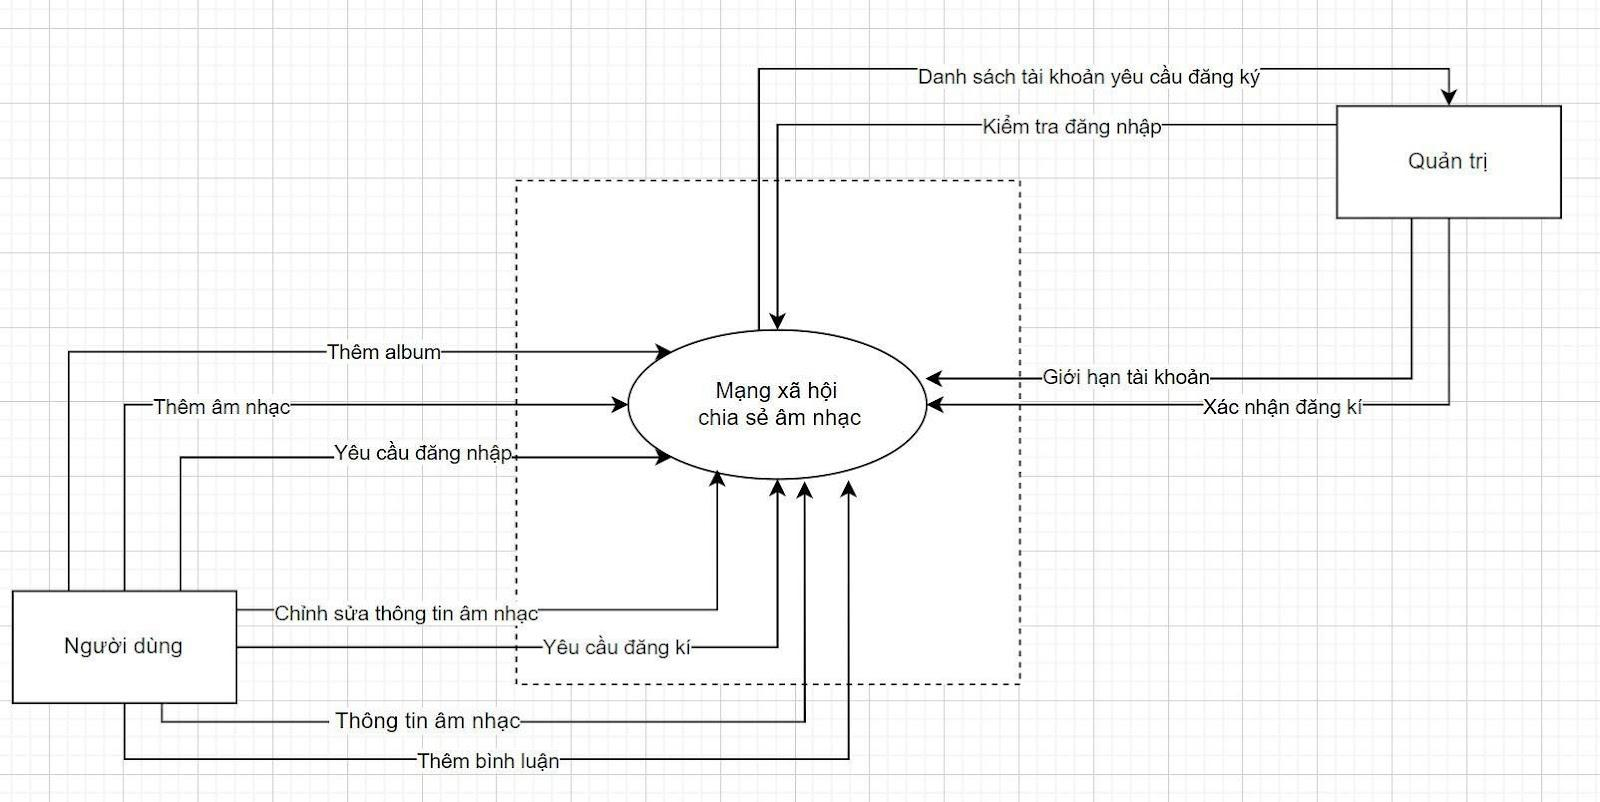 Danh sách tài khoản yêu cầu đăng ký
Kiểm tra đăng nhập
Quản trị
Thêm album
Mạng xã hội
chia sẻ âm nhạc
Giới hạn tài khoản
Thêm âm nhạc
Xác nhận đăng kí
Yêu cầu đăng nhập
Chỉnh sửa thông tin âm nhạc
Người dùng
Yêu cầu đăng kí
Thông tin âm nhạc
Thêm bình luận